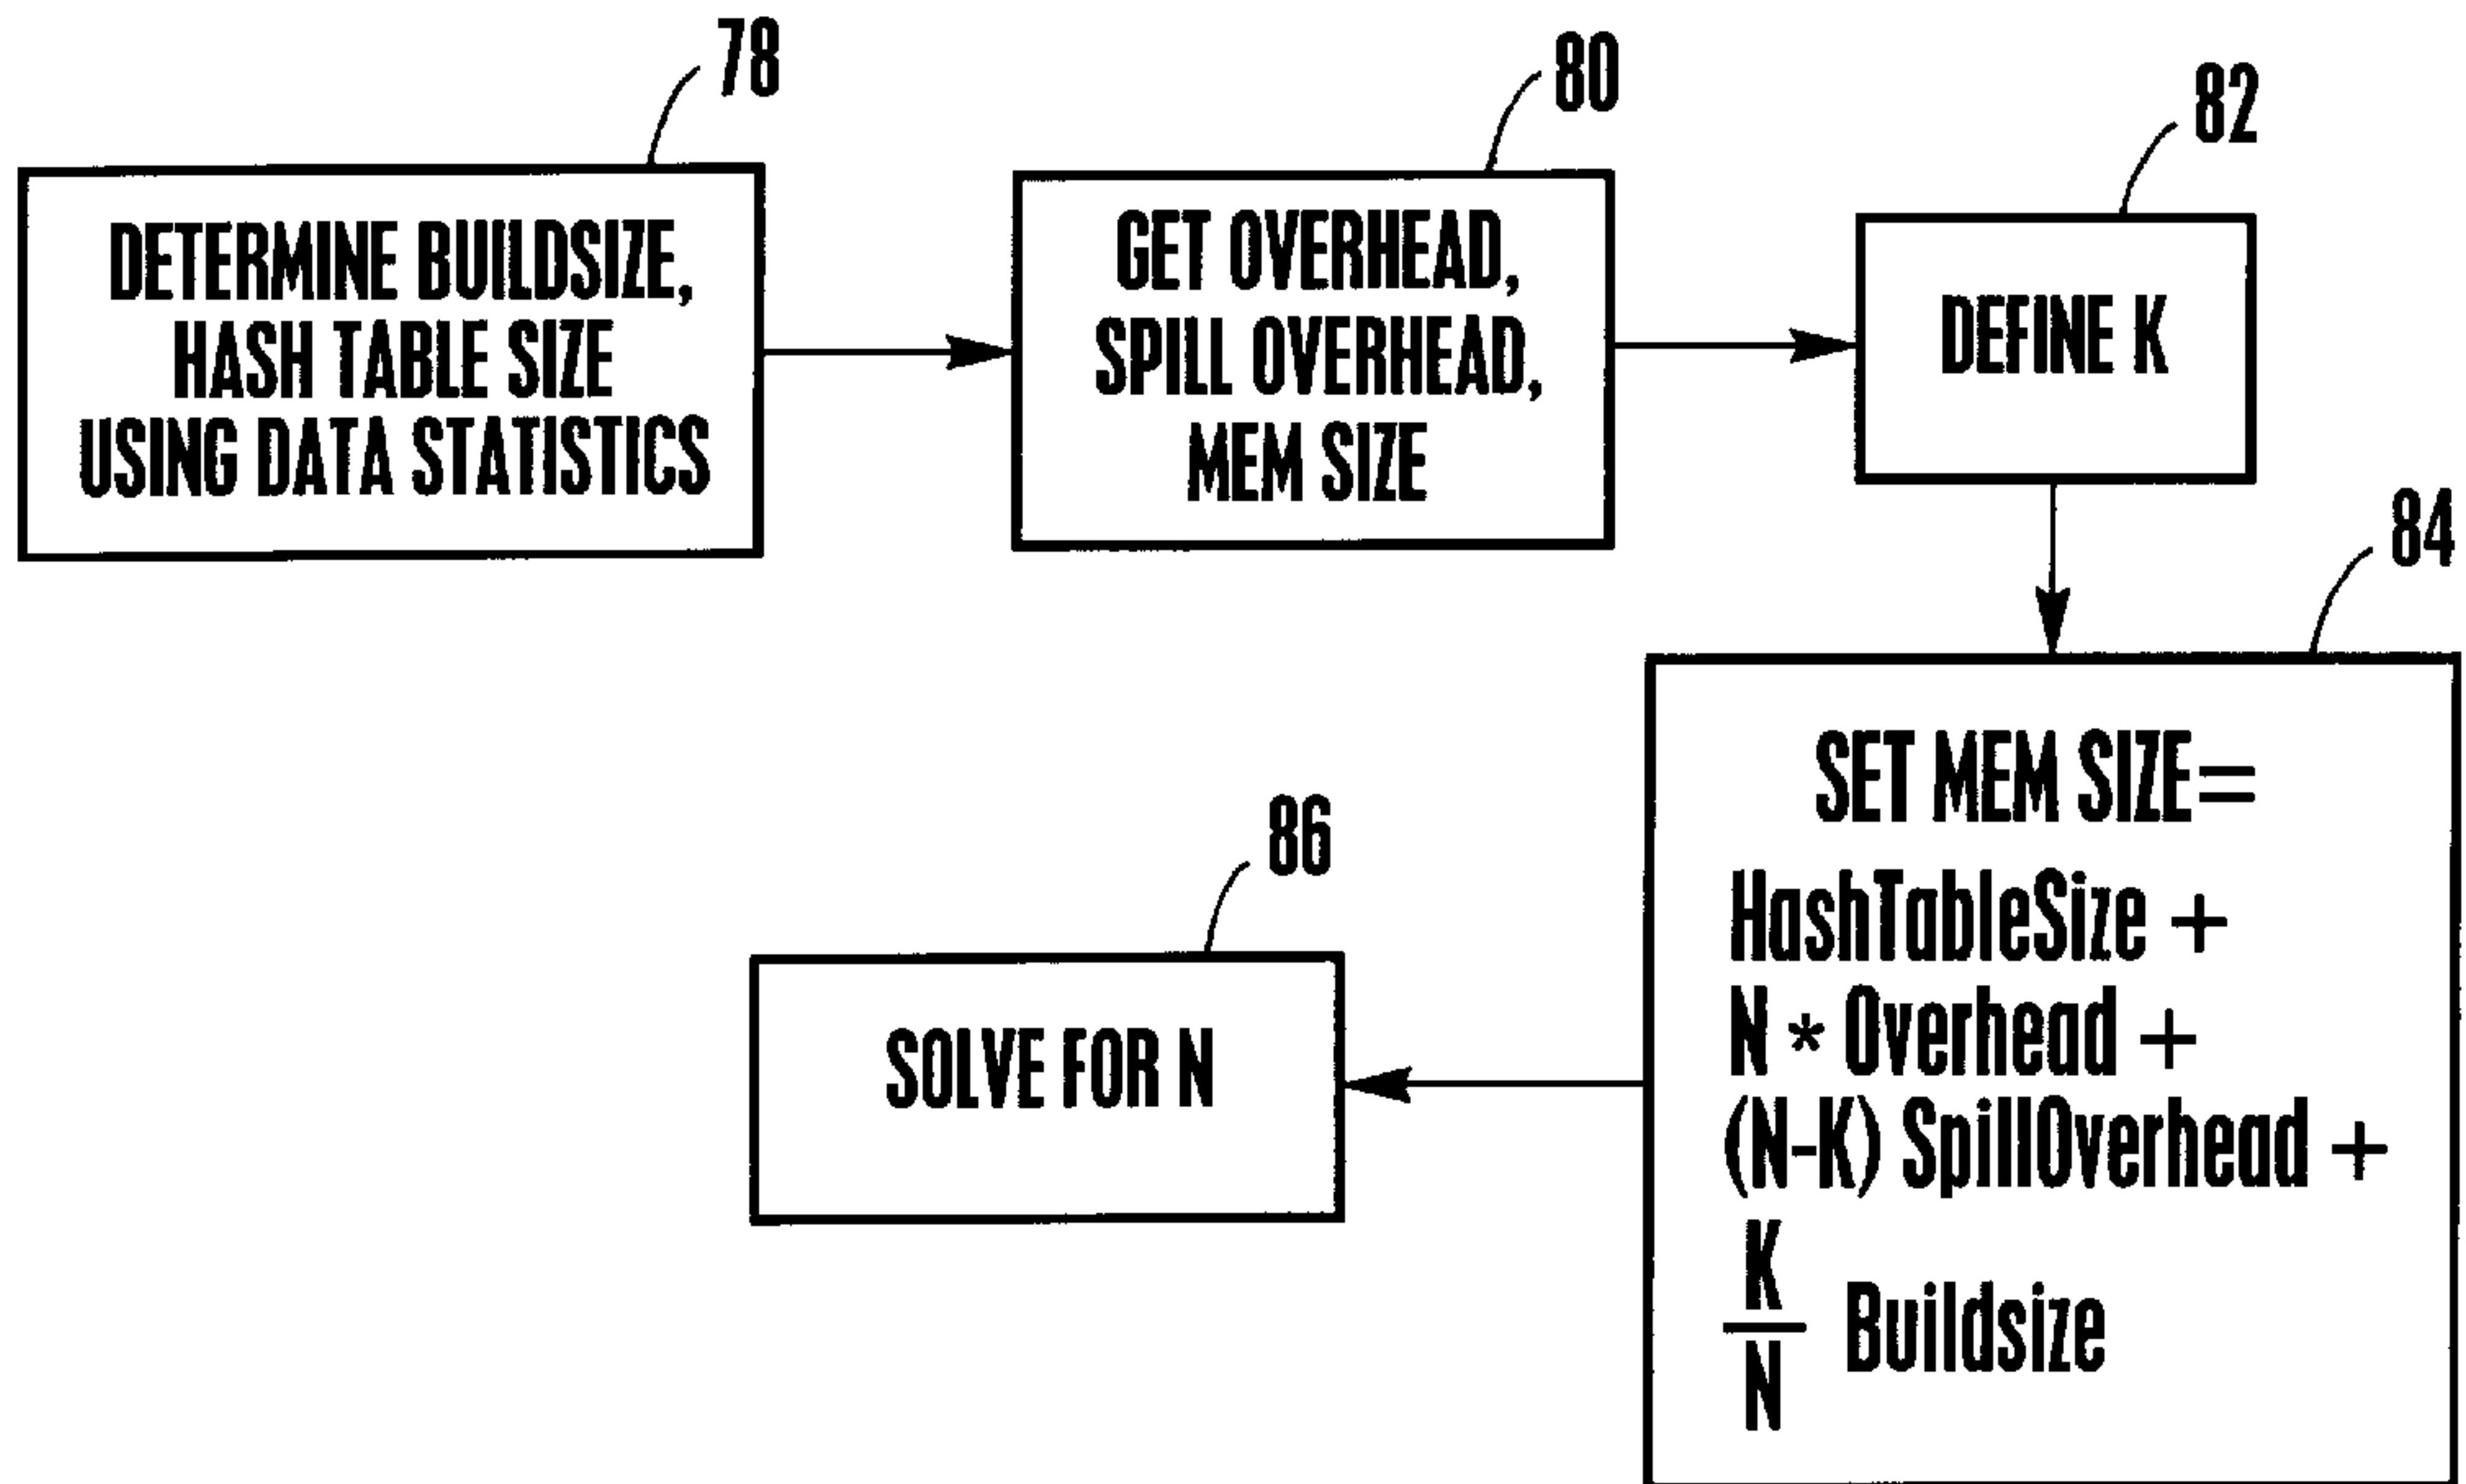 78
DETERMINE BUILDSIZE,
HASH TABLE SIZE
USING DATA STATISTICS
80
GET OVERHEAD,
SPILL OVERHEAD,
MEM SIZE
82
DEFINE K
84
SET MEM SIZE=
HashTableSize +
N * Overhead +
(N-K) SpillOverhead +
K
N
Buildsize
86
SOLVE FOR N